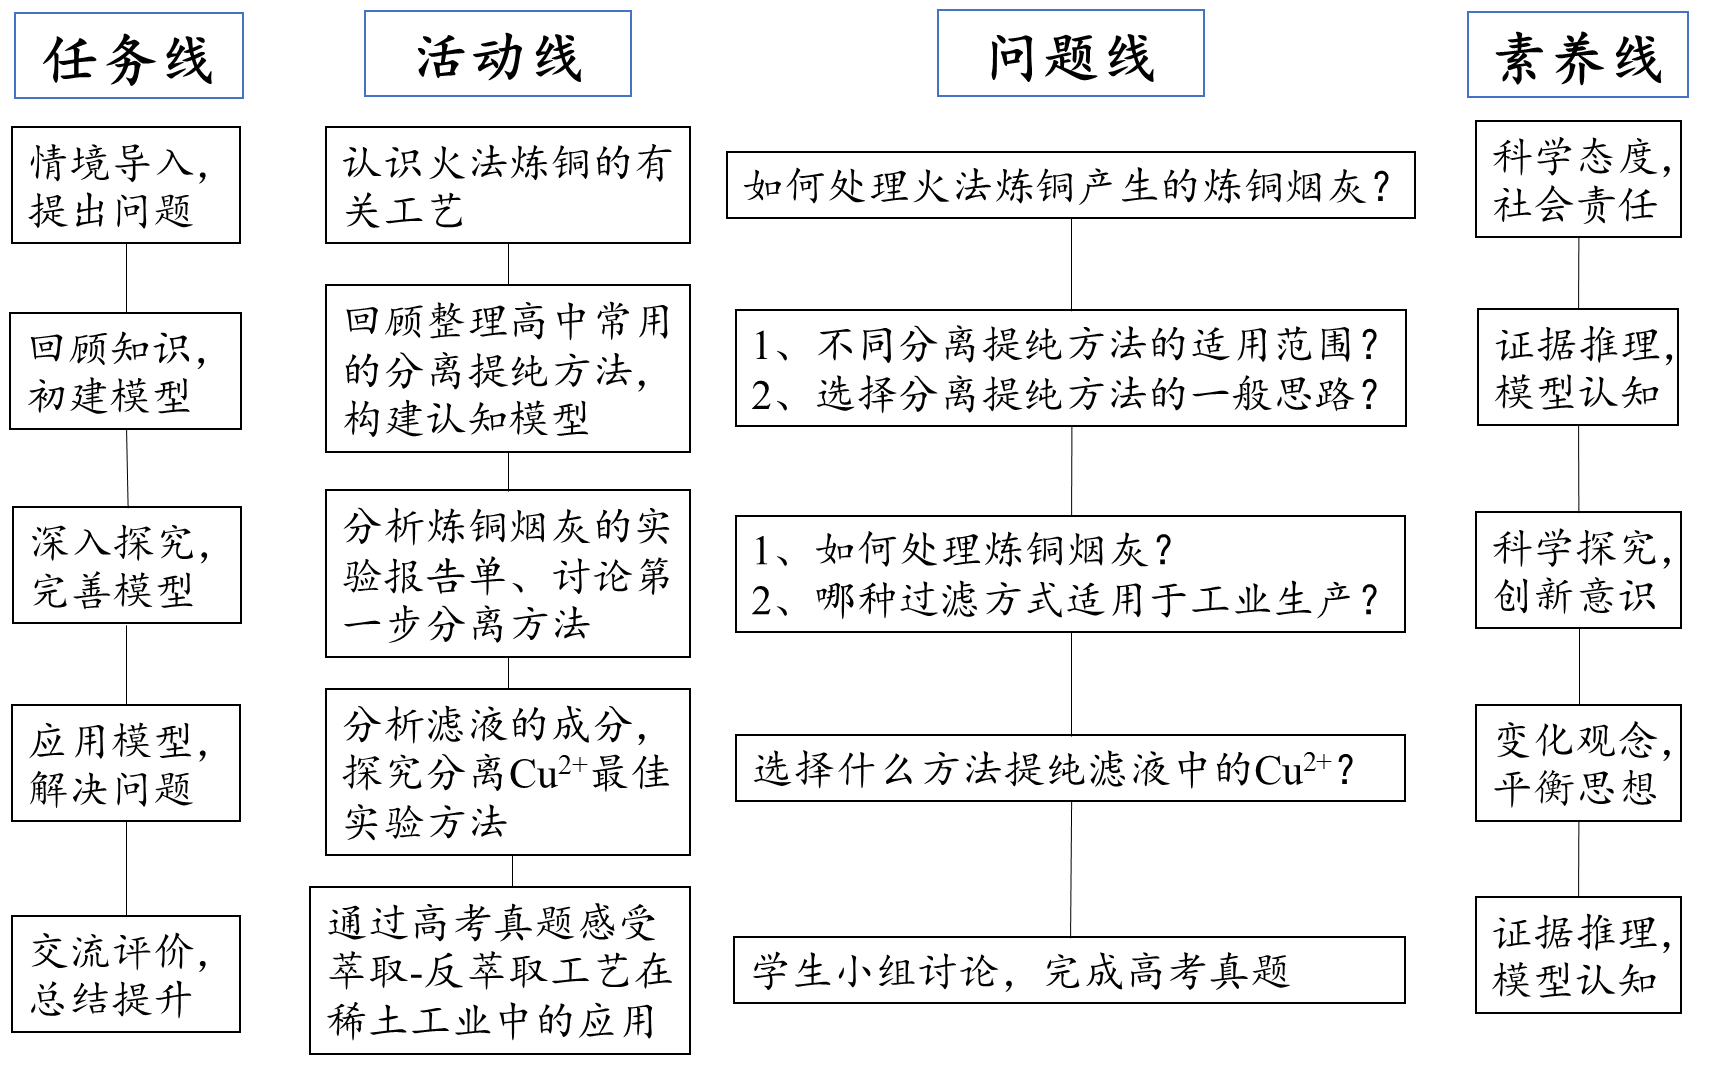 任务线
活动线
问题线
素养线
情境导入，
提出问题
认识火法炼铜的有
关工艺
如何处理火法炼铜产生的炼铜烟灰？
科学态度，
社会责任
回顾知识，
初建模型
回顾整理高中常用
的分离提纯方法，
构建认知模型
1、不同分离提纯方法的适用范围？
2、选择分离提纯方法的一般思路？
证据推理，
模型认知
深入探究，
完善模型
分析炼铜烟灰的实
验报告单、讨论第
一步分离方法
1、如何处理炼铜烟灰？
2、哪种过滤方式适用于工业生产？
科学探究，
创新意识
应用模型，
解决问题
分析滤液的成分，
探究分离Cu²⁺最佳
实验方法
选择什么方法提纯滤液中的Cu²⁺？
变化观念，
平衡思想
交流评价，
总结提升
通过高考真题感受
萃取-反萃取工艺在
稀土工业中的应用
学生小组讨论，完成高考真题
证据推理，
模型认知